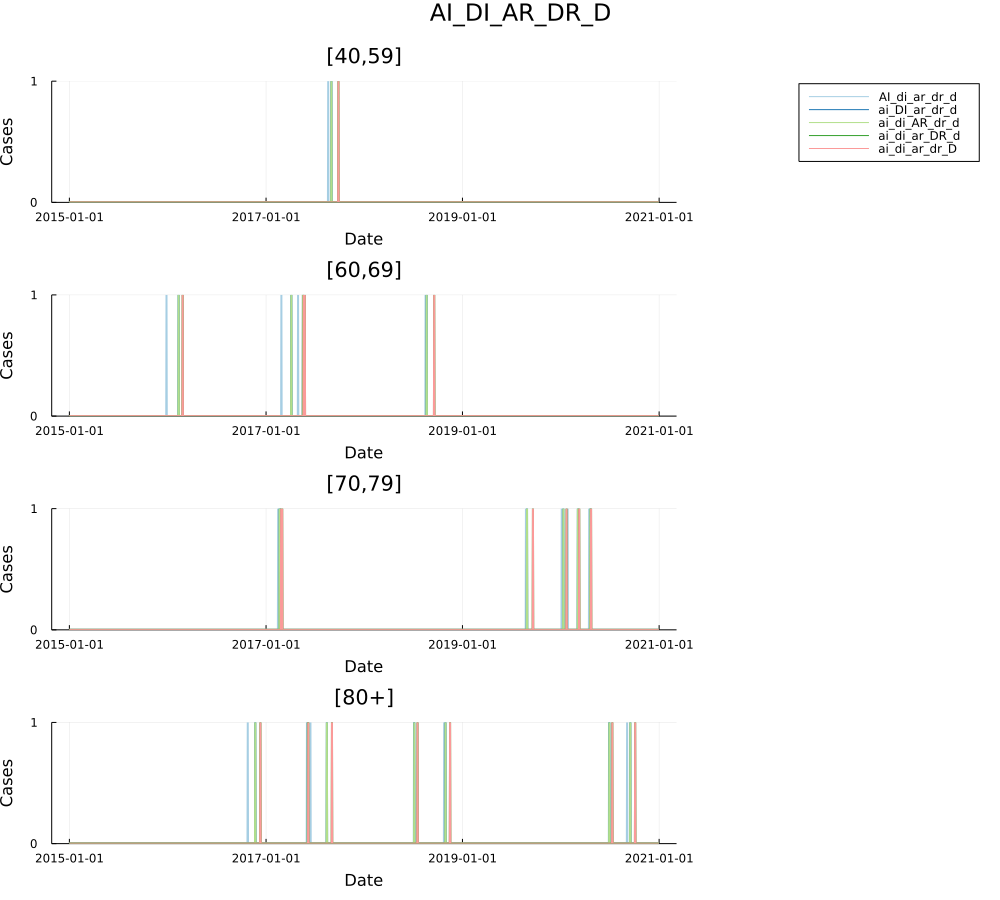 AI_DI_AR_DR_D
[40,59]
1
Cases
0
2015-01-01 2017-01-01 2019-01-01 2021-01-01
Date
AI_di_ar_dr_d
ai_DI_ar_dr_d
ai_di_AR_dr_d
ai_di_ar_DR_d
ai_di_ar_dr_D
[60,69]
1
Cases
0
2015-01-01 2017-01-01 2019-01-01 2021-01-01
Date
[70,79]
1
Cases
0
2015-01-01 2017-01-01 2019-01-01 2021-01-01
Date
[80+]
1
Cases
0
2015-01-01 2017-01-01 2019-01-01 2021-01-01
Date